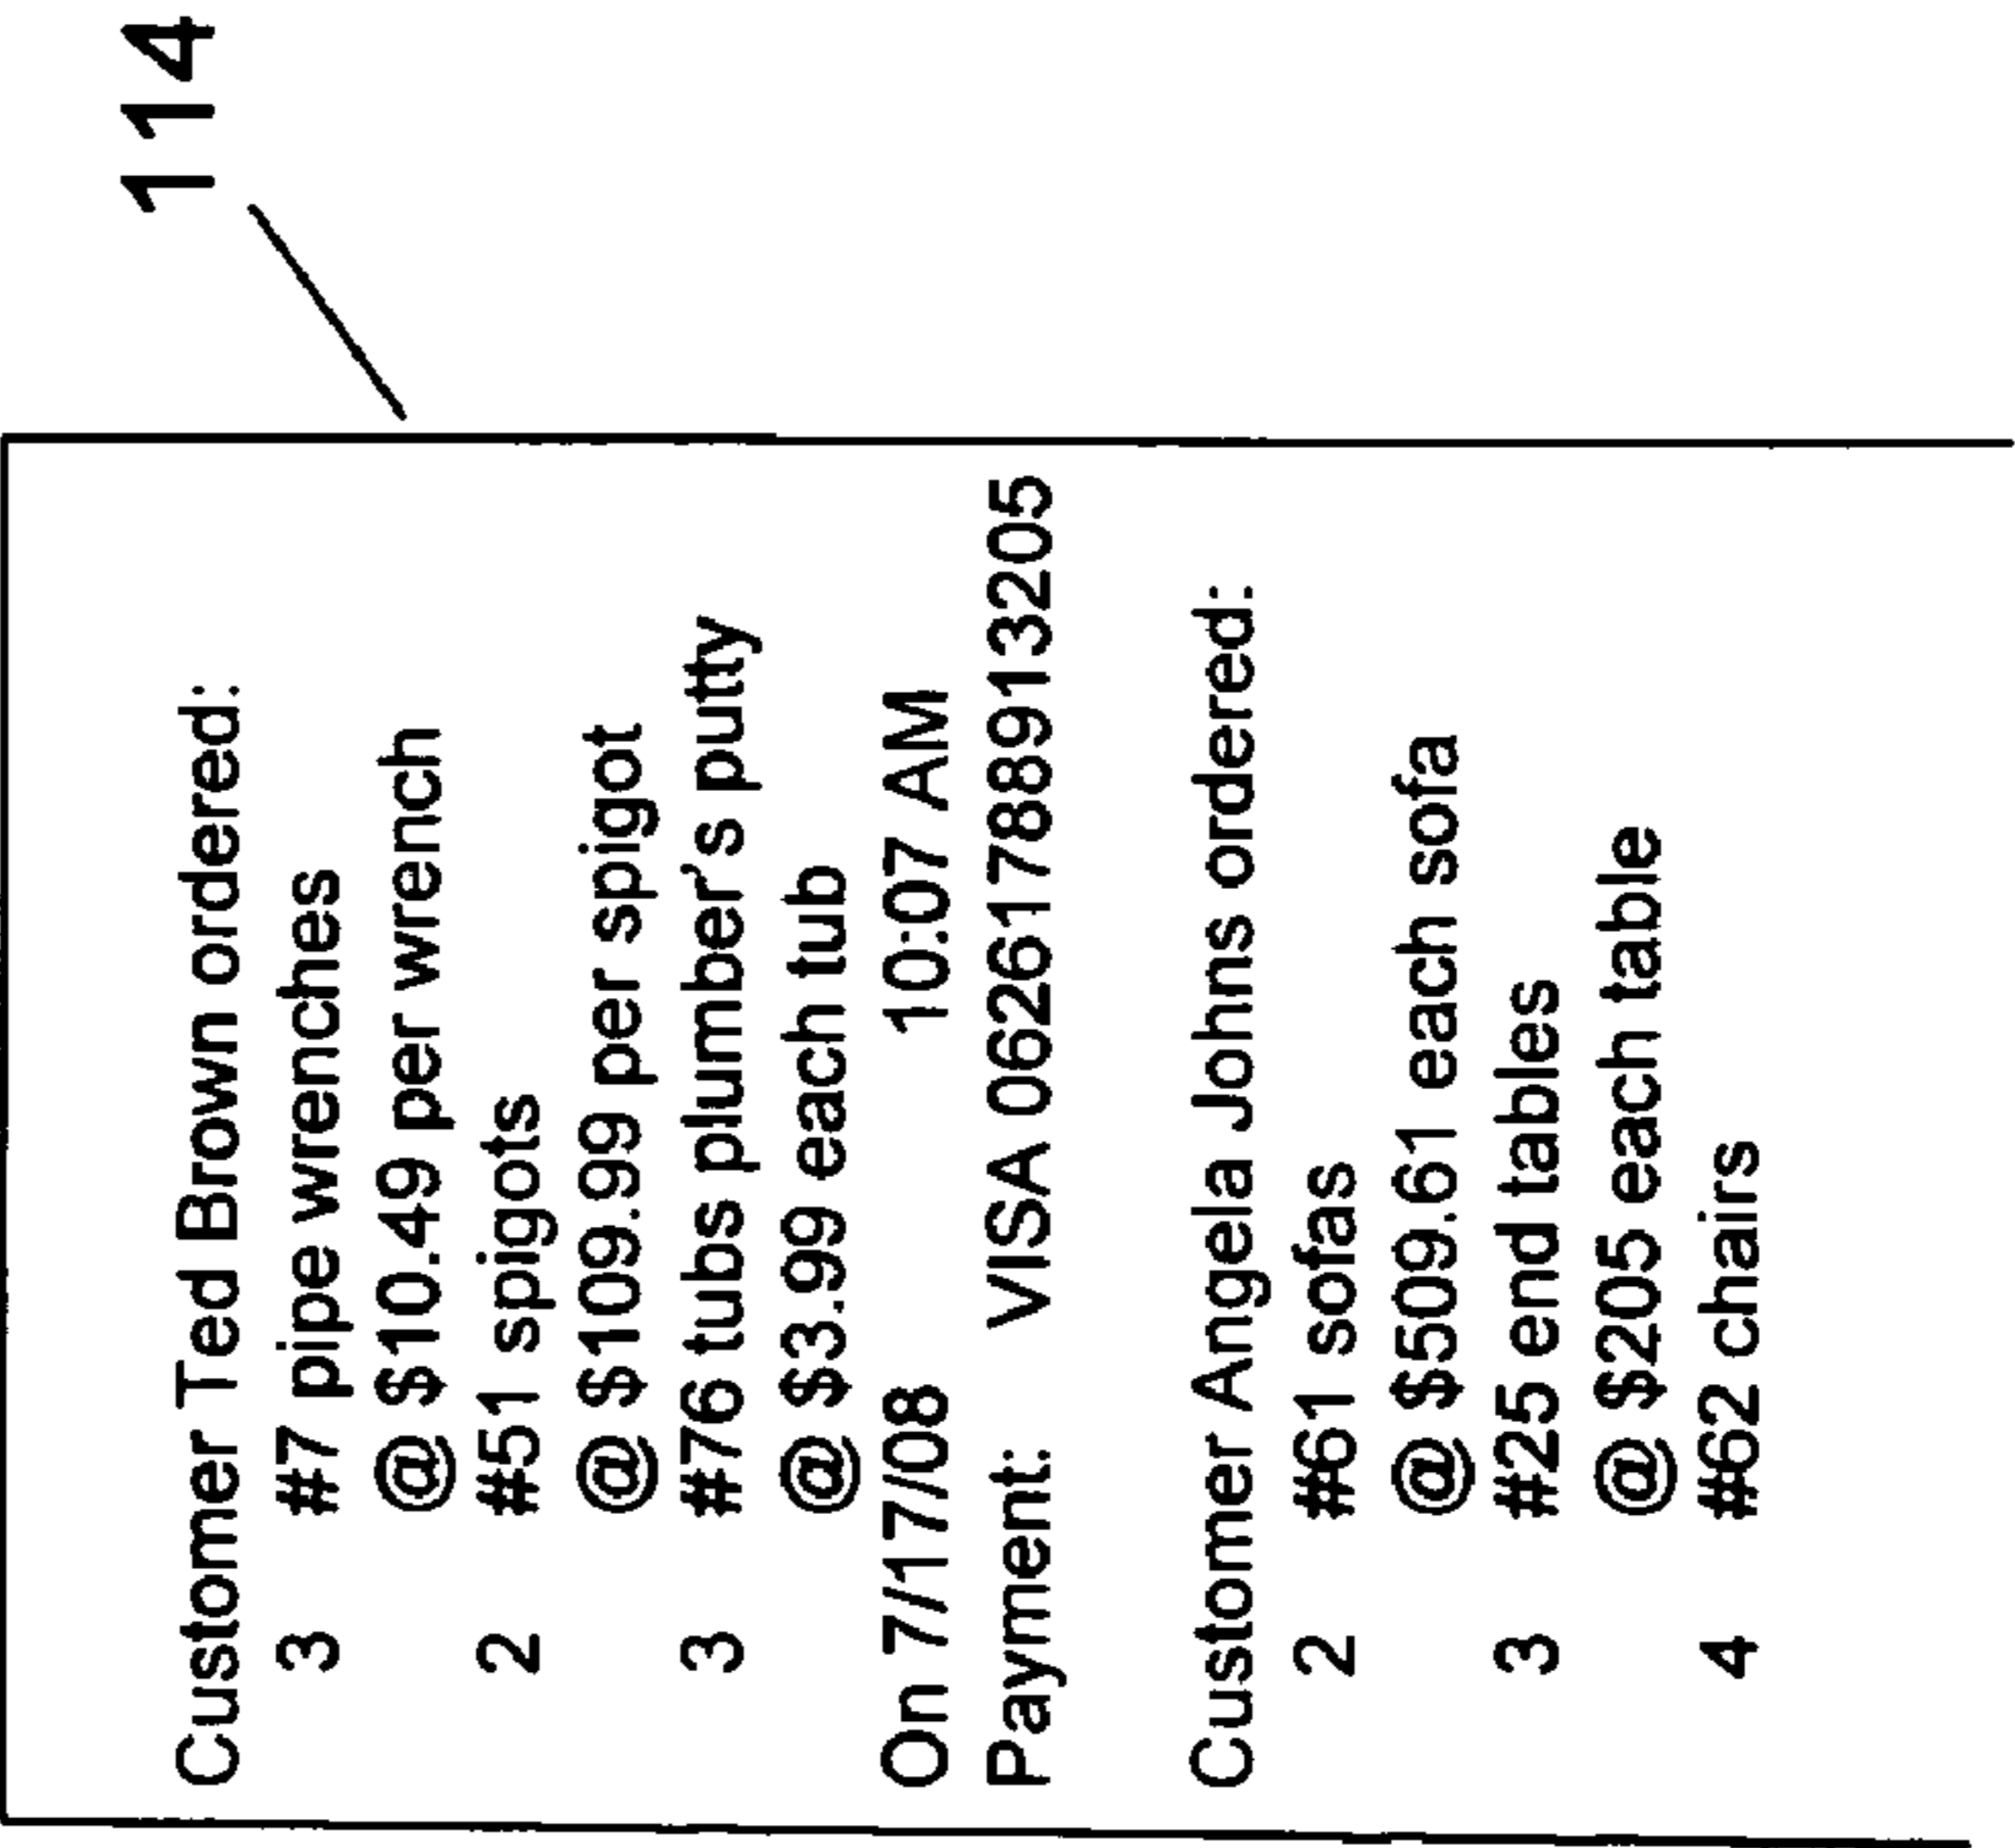 114
Customer Ted Brown ordered:
3 #7 pipe wrenches
@ $10.49 per wrench
2 #51 spigots
@ $109.99 per spigot
3 #76 tubs plumber's putty
@ $3.99 each tub
On 7/17/08 10:07 AM
Payment: VISA 0626178891 3205
Customer Angela Johns ordered:
2 #61 sofas
@ $509.61 each sofa
3 #25 end tables
@ $205 each table
4 #62 chairs